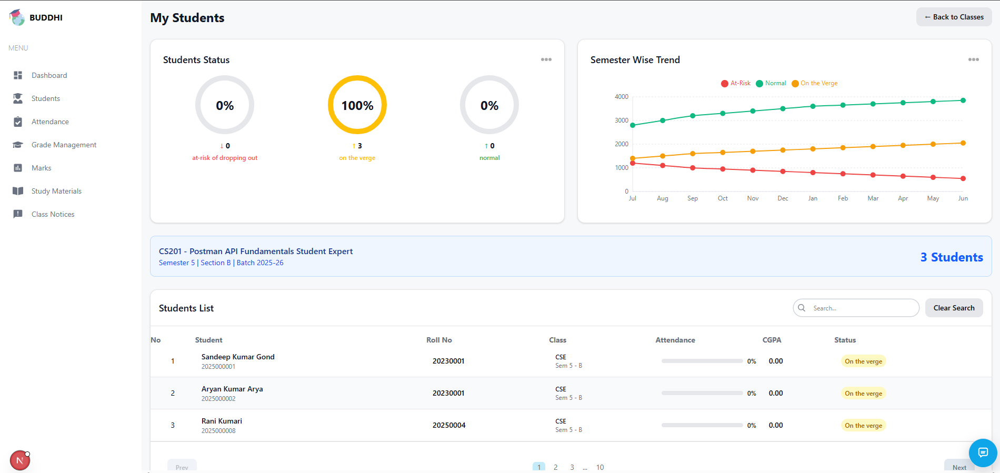 BUDDHI
MENU
Dashboard
Students
Attendance
Grade Management
Marks
Study Materials
Class Notices
N
My Students
← Back to Classes
Students Status
0%
↓ 0
at-risk of dropping out
100%
↑ 3
on the verge
0%
↑ 0
normal
Semester Wise Trend
At-Risk Normal On the Verge
4000
3000
2000
1000
0
Jul Aug Sep Oct Nov Dec Jan Feb Mar Apr May Jun
CS201 - Postman API Fundamentals Student Expert
Semester 5 | Section B | Batch 2025-26
3 Students
Students List
Search...
Clear Search
No Student Roll No Class Attendance CGPA Status
1 Sandeep Kumar Gond 20230001 CSE 0% 0.00 On the verge
2025000001 Sem 5 - B
2 Aryan Kumar Arya 20230001 CSE 0% 0.00 On the verge
2025000002 Sem 5 - B
3 Rani Kumari 20250004 CSE 0% 0.00 On the verge
2025000008 Sem 5 - B
Prev 1 2 3 ... 10 Next